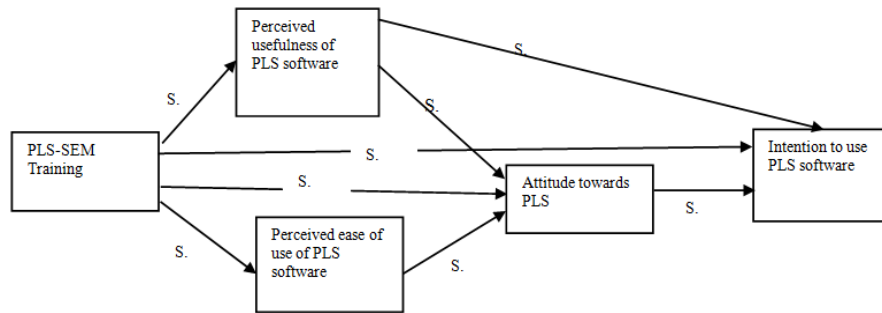 Perceived
usefulness of
PLS software
S.
S.
S.
PLS-SEM
Training
S.
Intention to use
PLS software
S.
Attitude towards
PLS
S.
Perceived ease of
use of PLS
software
S.
S.